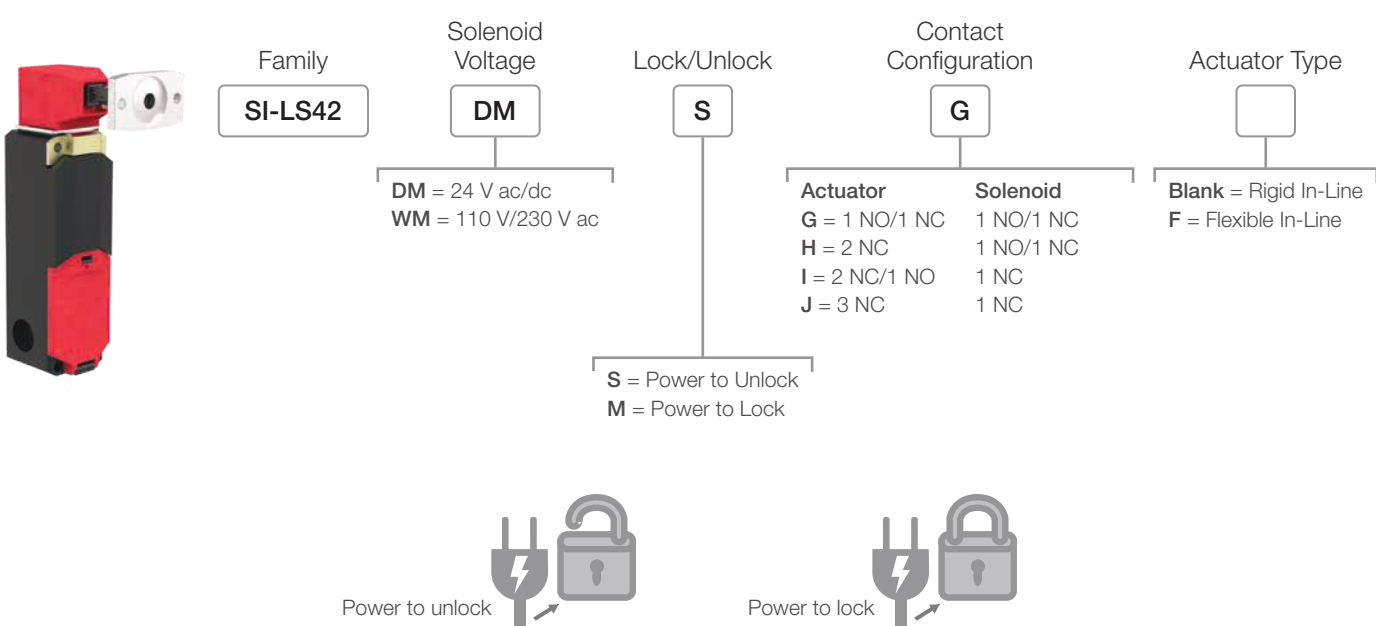 Family
SI-LS42
Solenoid
Voltage
DM
DM = 24 V ac/dc
WM = 110 V/230 V ac
Lock/Unlock
S
S = Power to Unlock
M = Power to Lock
Contact
Configuration
G
Actuator Solenoid
G = 1 NO/1 NC 1 NO/1 NC
H = 2 NC 1 NO/1 NC
I = 2 NC/1 NO 1 NC
J = 3 NC 1 NC
Actuator Type
Blank = Rigid In-Line
F = Flexible In-Line
Power to unlock
Power to lock